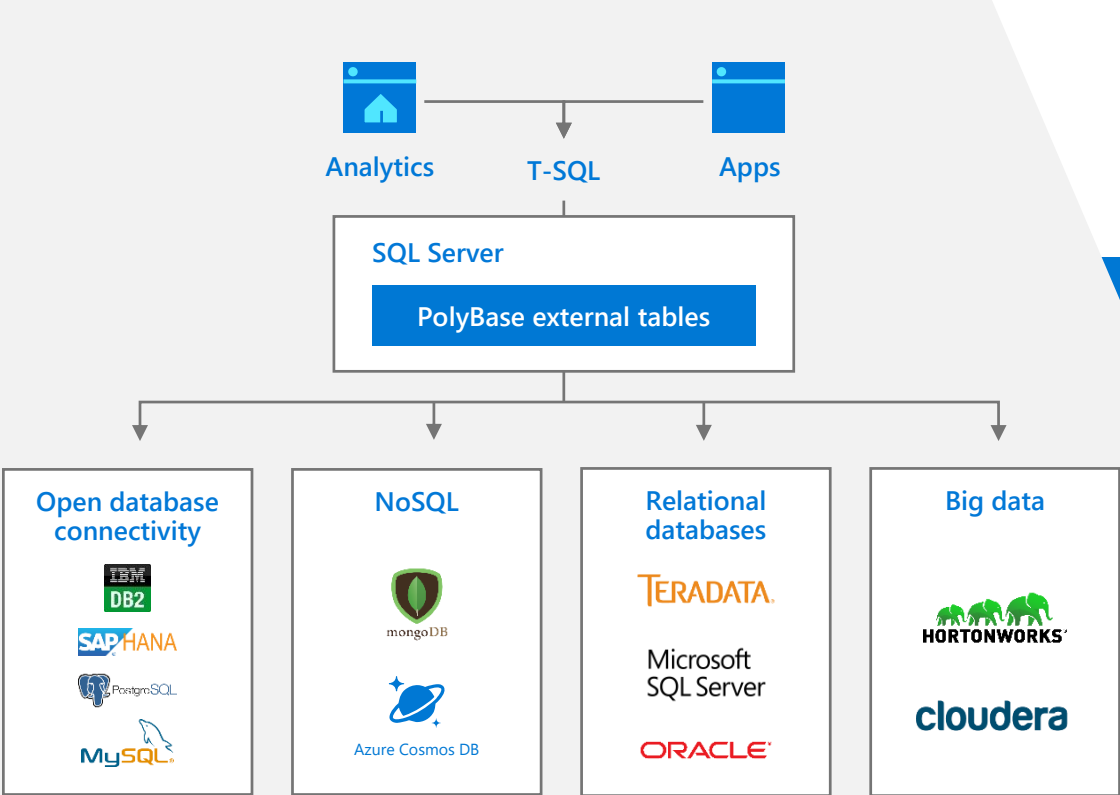 Analytics
T-SQL
Apps
SQL Server
PolyBase external tables
Open database
connectivity
IBM
DB2
SAP HANA
PostgreSQL
MySQL
NoSQL
mongoDB
Azure Cosmos DB
Relational
databases
TERADATA
Microsoft
SQL Server
ORACLE
Big data
HORTONWORKS
cloudera